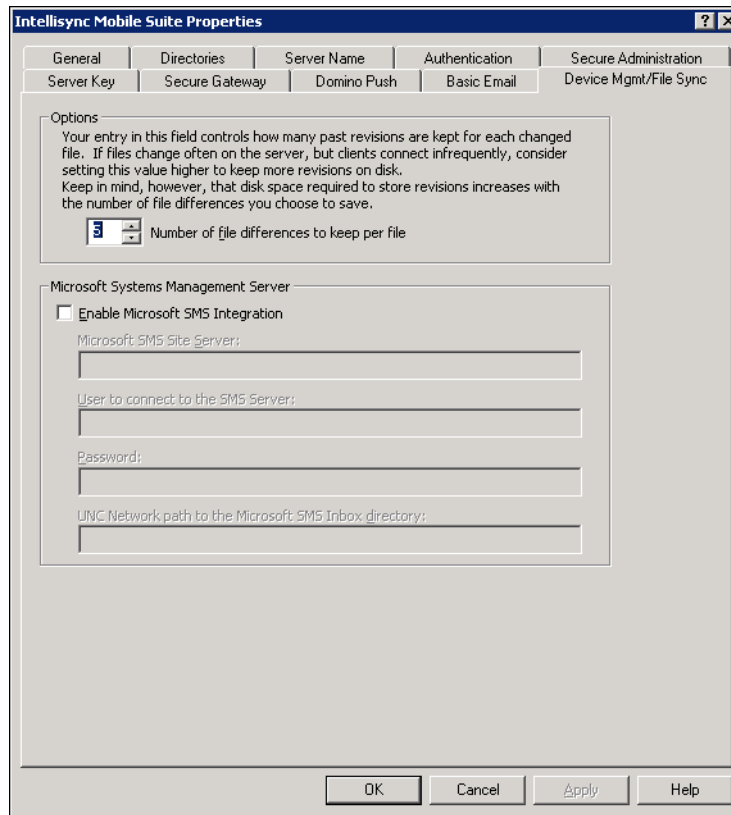 Intellisync Mobile Suite Properties
General Directories Server Name Authentication Secure Administration
Server Key Secure Gateway Domino Push Basic Email Device Mgmt/File Sync
Options
Your entry in this field controls how many past revisions are kept for each changed
file. If files change often on the server, but clients connect infrequently, consider
setting this value higher to keep more revisions on disk.
Keep in mind, however, that disk space required to store revisions increases with
the number of file differences you choose to save.
5 Number of file differences to keep per file
Microsoft Systems Management Server
Enable Microsoft SMS Integration
Microsoft SMS Site Server:
User to connect to the SMS Server:
Password:
UNC Network path to the Microsoft SMS Inbox directory:
OK Cancel Apply Help